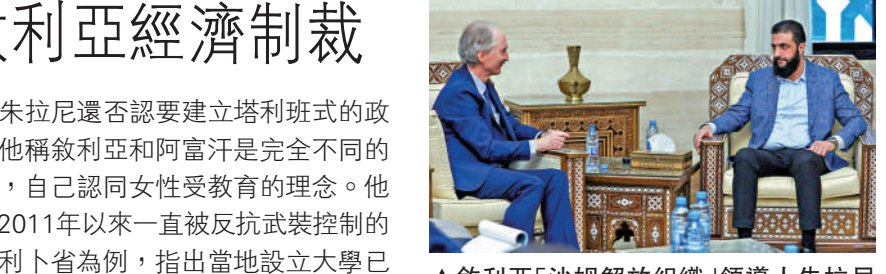 利亞經濟制裁
朱拉尼還否認要建立塔利班式的政
他稱敘利亞和阿富汗是完全不同的
，自己認同女性受教育的理念。他
2011年以來一直被反抗武裝控制的
利卜省為例，指出當地設立大學已
▲敘利亞「沙姆解放組織」領導人朱拉尼